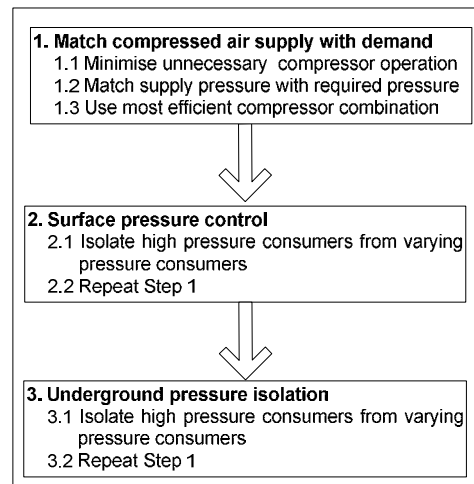 1. Match compressed air supply with demand
1.1 Minimise unnecessary compressor operation
1.2 Match supply pressure with required pressure
1.3 Use most efficient compressor combination
2. Surface pressure control
2.1 Isolate high pressure consumers from varying
pressure consumers
2.2 Repeat Step 1
3. Underground pressure isolation
3.1 Isolate high pressure consumers from varying
pressure consumers
3.2 Repeat Step 1